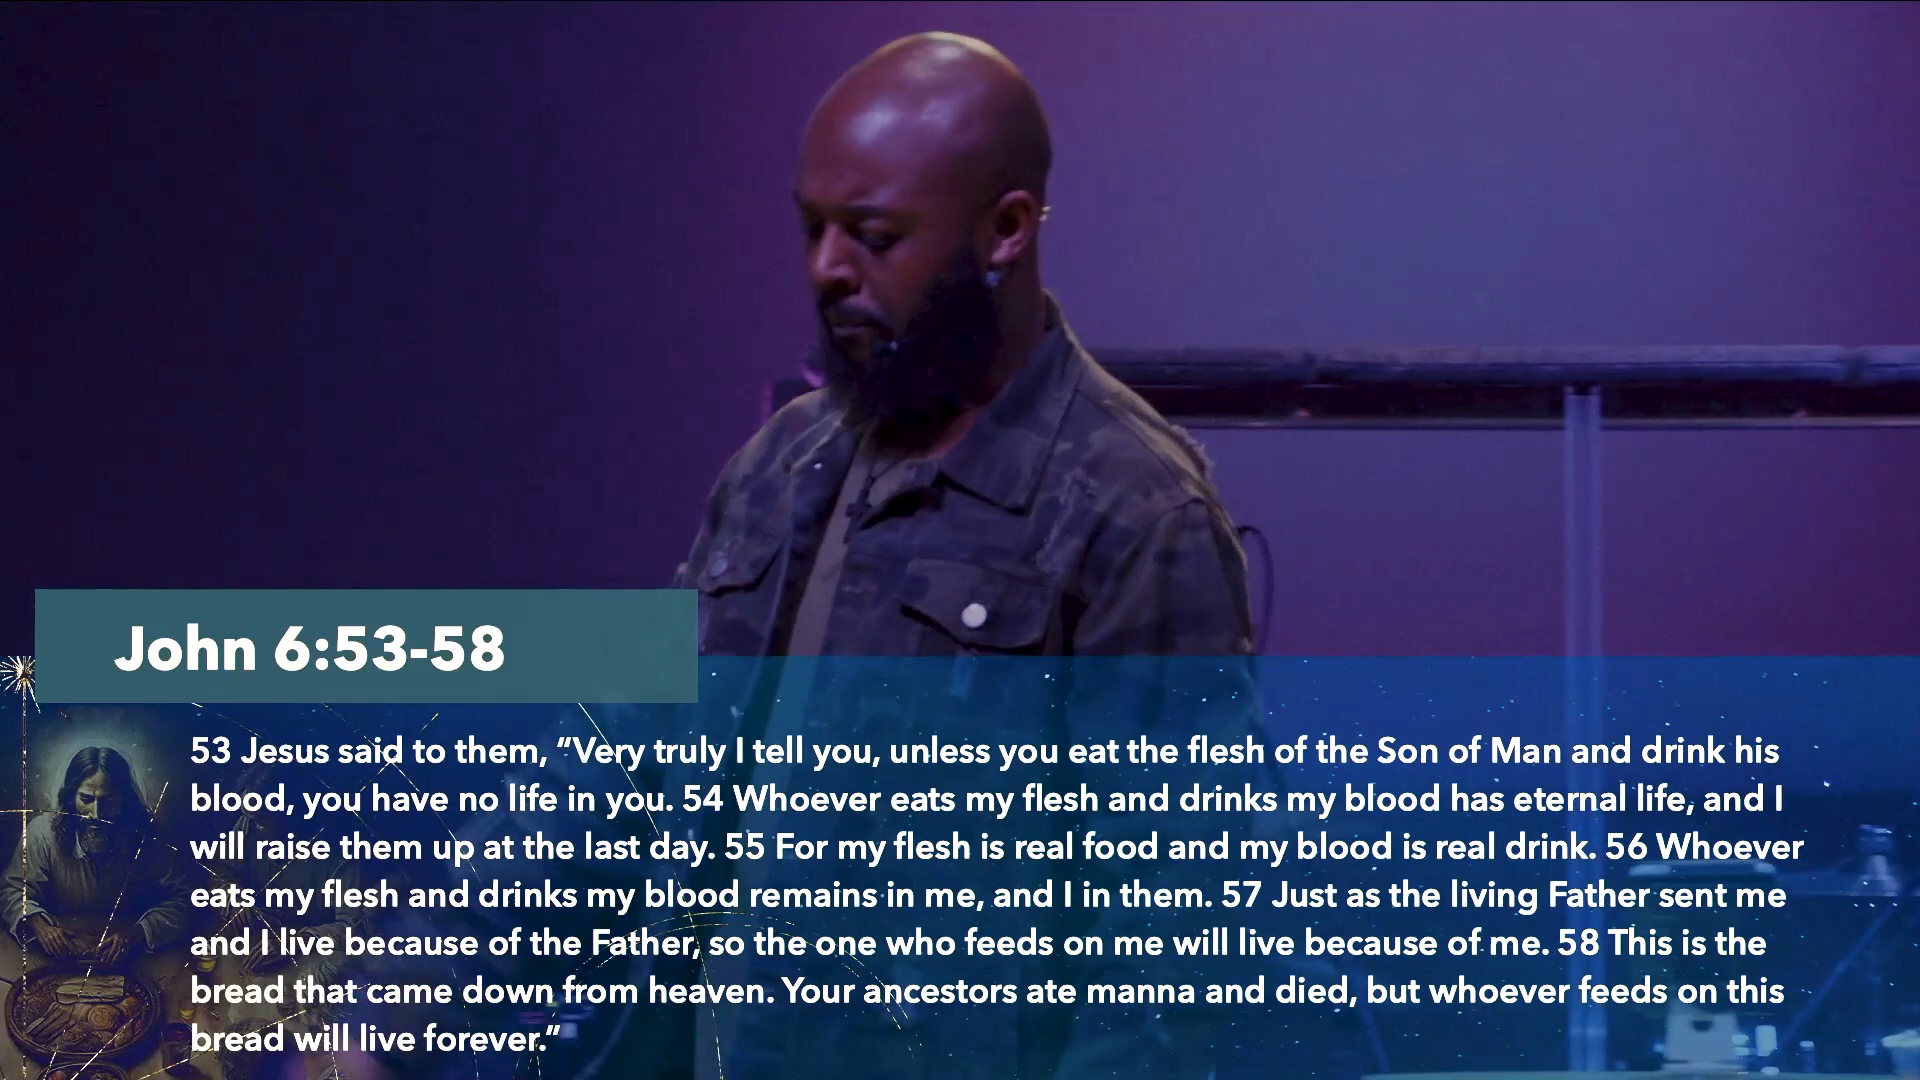 John 6:53-58
53 Jesus said to them, “Very truly I tell you, unless you eat the flesh of the Son of Man and drink his
blood, you have no life in you. 54 Whoever eats my flesh and drinks my blood has eternal life, and I
will raise them up at the last day. 55 For my flesh is real food and my blood is real drink. 56 Whoever
eats my flesh and drinks my blood remains in me, and I in them. 57 Just as the living Father sent me
and I live because of the Father, so the one who feeds on me will live because of me. 58 This is the
bread that came down from heaven. Your ancestors ate manna and died, but whoever feeds on this
bread will live forever.”